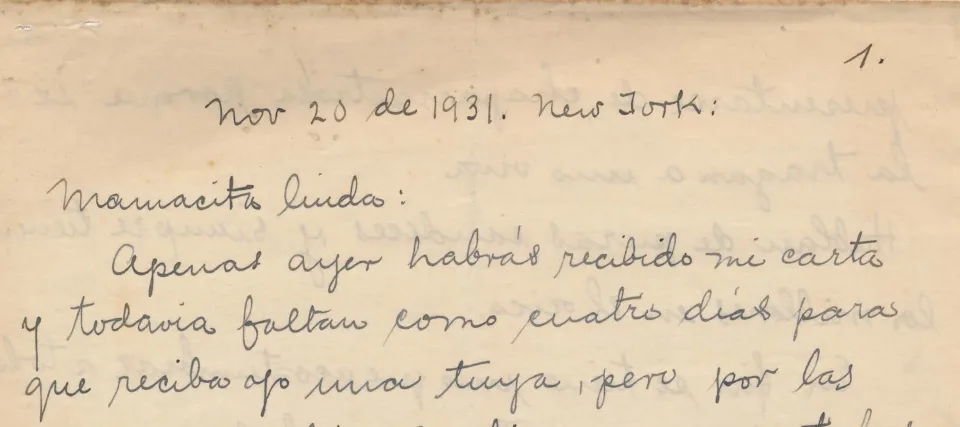 1.
Nov 20 de 1931. New York:
Mamacita linda:
Apenas ayer habrás recibido mi carta
y todavia faltan como cuatro días para
que reciba yo una tuya, pero por las